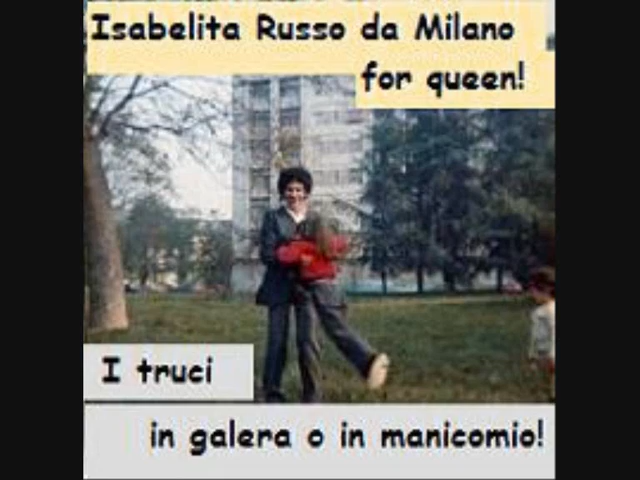 Isabelita Russo da Milano
for queen!
I truci
in galera o in manicomio!